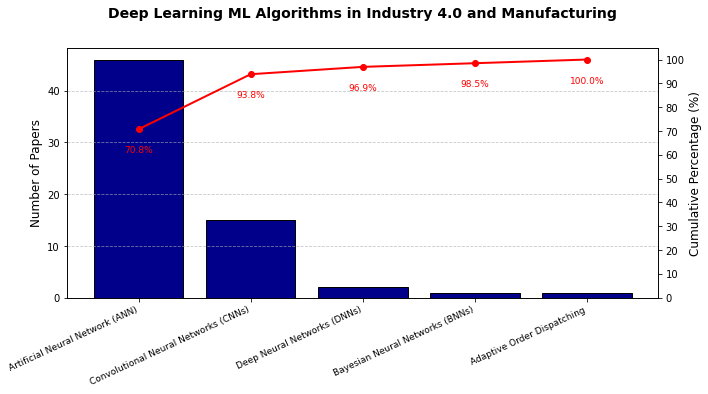 Deep Learning ML Algorithms in Industry 4.0 and Manufacturing
Number of Papers
40
30
20
10
0
70.8%
93.8%
96.9%
98.5%
100.0%
100
90
80
70
60
50
40
30
20
10
0
Cumulative Percentage (%)
Artificial Neural Network (ANN)
Convolutional Neural Networks (CNNs)
Deep Neural Networks (DNNs)
Bayesian Neural Networks (BNNs)
Adaptive Order Dispatching